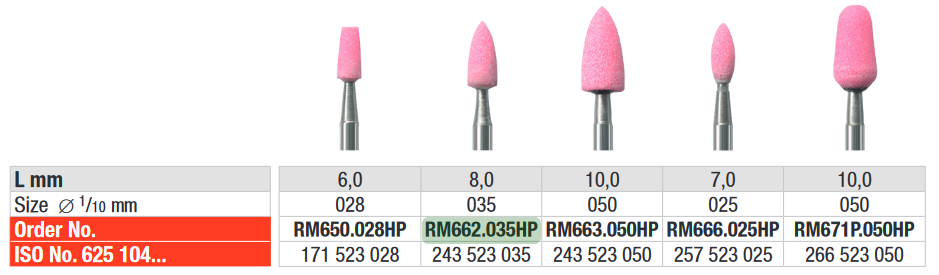 L mm 6,0 8,0 10,0 7,0 10,0
Size ⌀ 1/10 mm 028 035 050 025 050
Order No. RM650.028HP RM662.035HP RM663.050HP RM666.025HP RM671P.050HP
ISO No. 625 104... 171 523 028 243 523 035 243 523 050 257 523 025 266 523 050